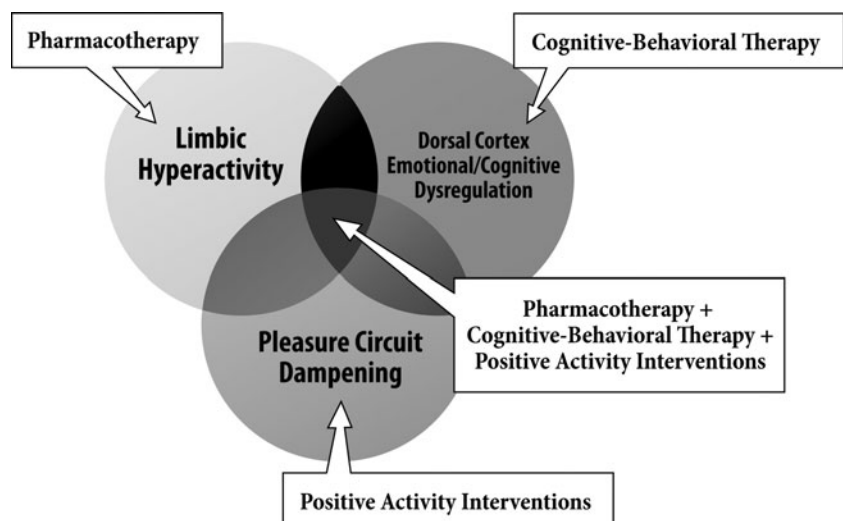 Pharmacotherapy
Cognitive-Behavioral Therapy
Limbic
Hyperactivity
Dorsal Cortex
Emotional/Cognitive
Dysregulation
Pharmacotherapy +
Cognitive-Behavioral Therapy +
Positive Activity Interventions
Pleasure Circuit
Dampening
Positive Activity Interventions